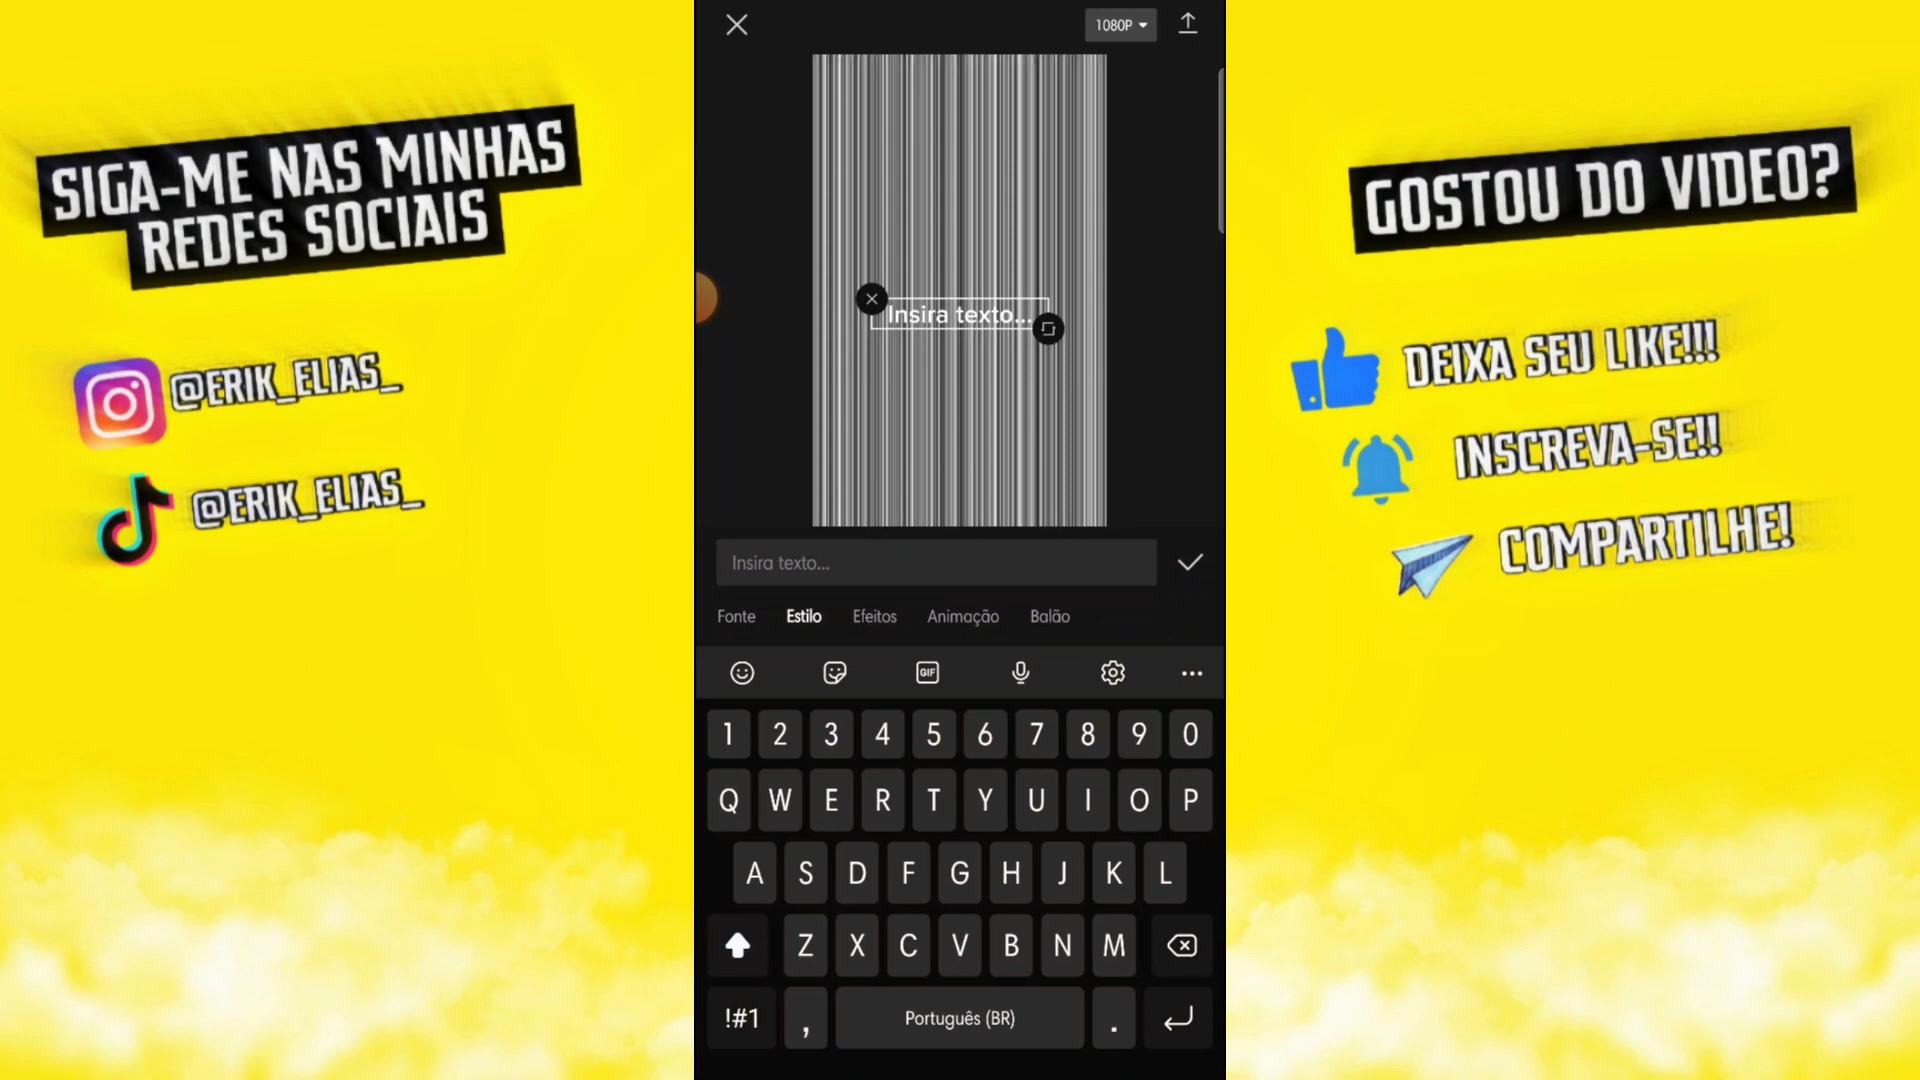 SIGA-ME NAS MINHAS
REDES SOCIAIS
@ERIK_ELIAS_
@ERIK_ELIAS_
1080P
Insira texto...
Insira texto...
Fonte Estilo Efeitos Animação Balão
GIF
1 2 3 4 5 6 7 8 9 0
Q W E R T Y U I O P
A S D F G H J K L
Z X C V B N M
!#1 , Português (BR) .
GOSTOU DO VIDEO?
DEIXA SEU LIKE!!!
INSCREVA-SE!!
COMPARTILHE!